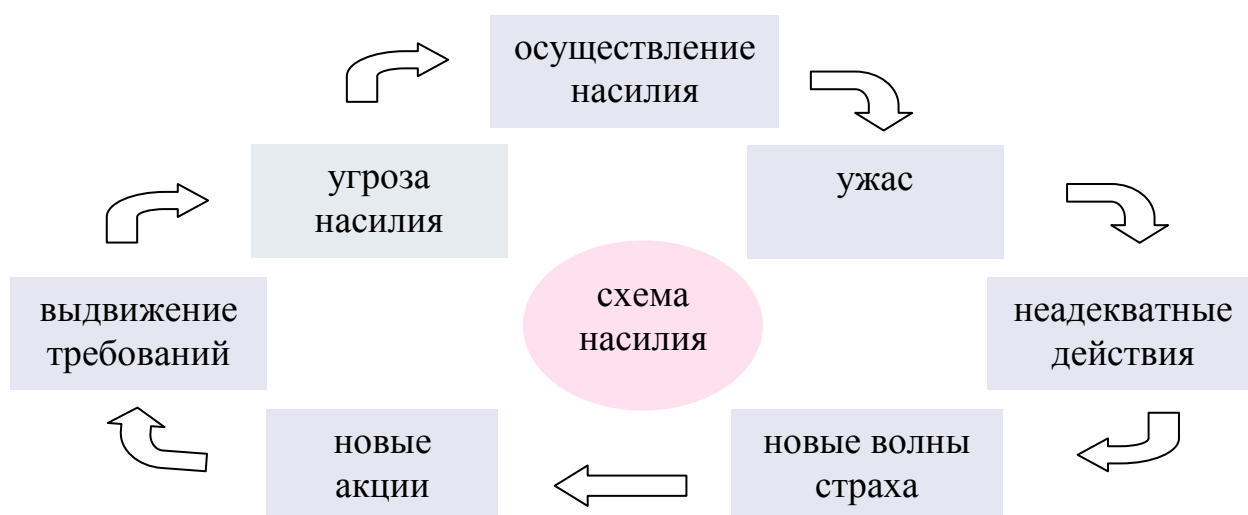 осуществление
насилия
угроза
насилия
ужас
выдвижение
требований
схема
насилия
неадекватные
действия
новые
акции
новые волны
страха